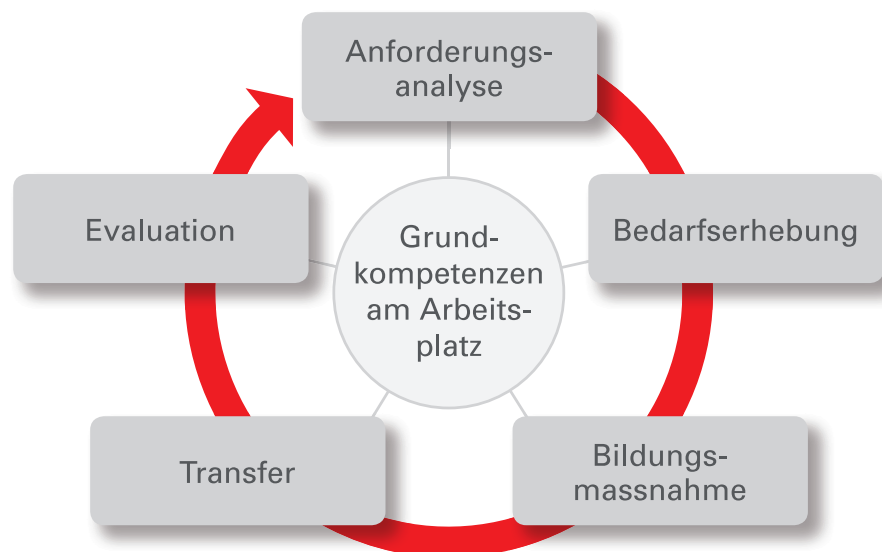 Anforderungs-
analyse
Evaluation
Bedarfserhebung
Grund-
kompetenzen
am Arbeits-
platz
Transfer
Bildungs-
massnahme